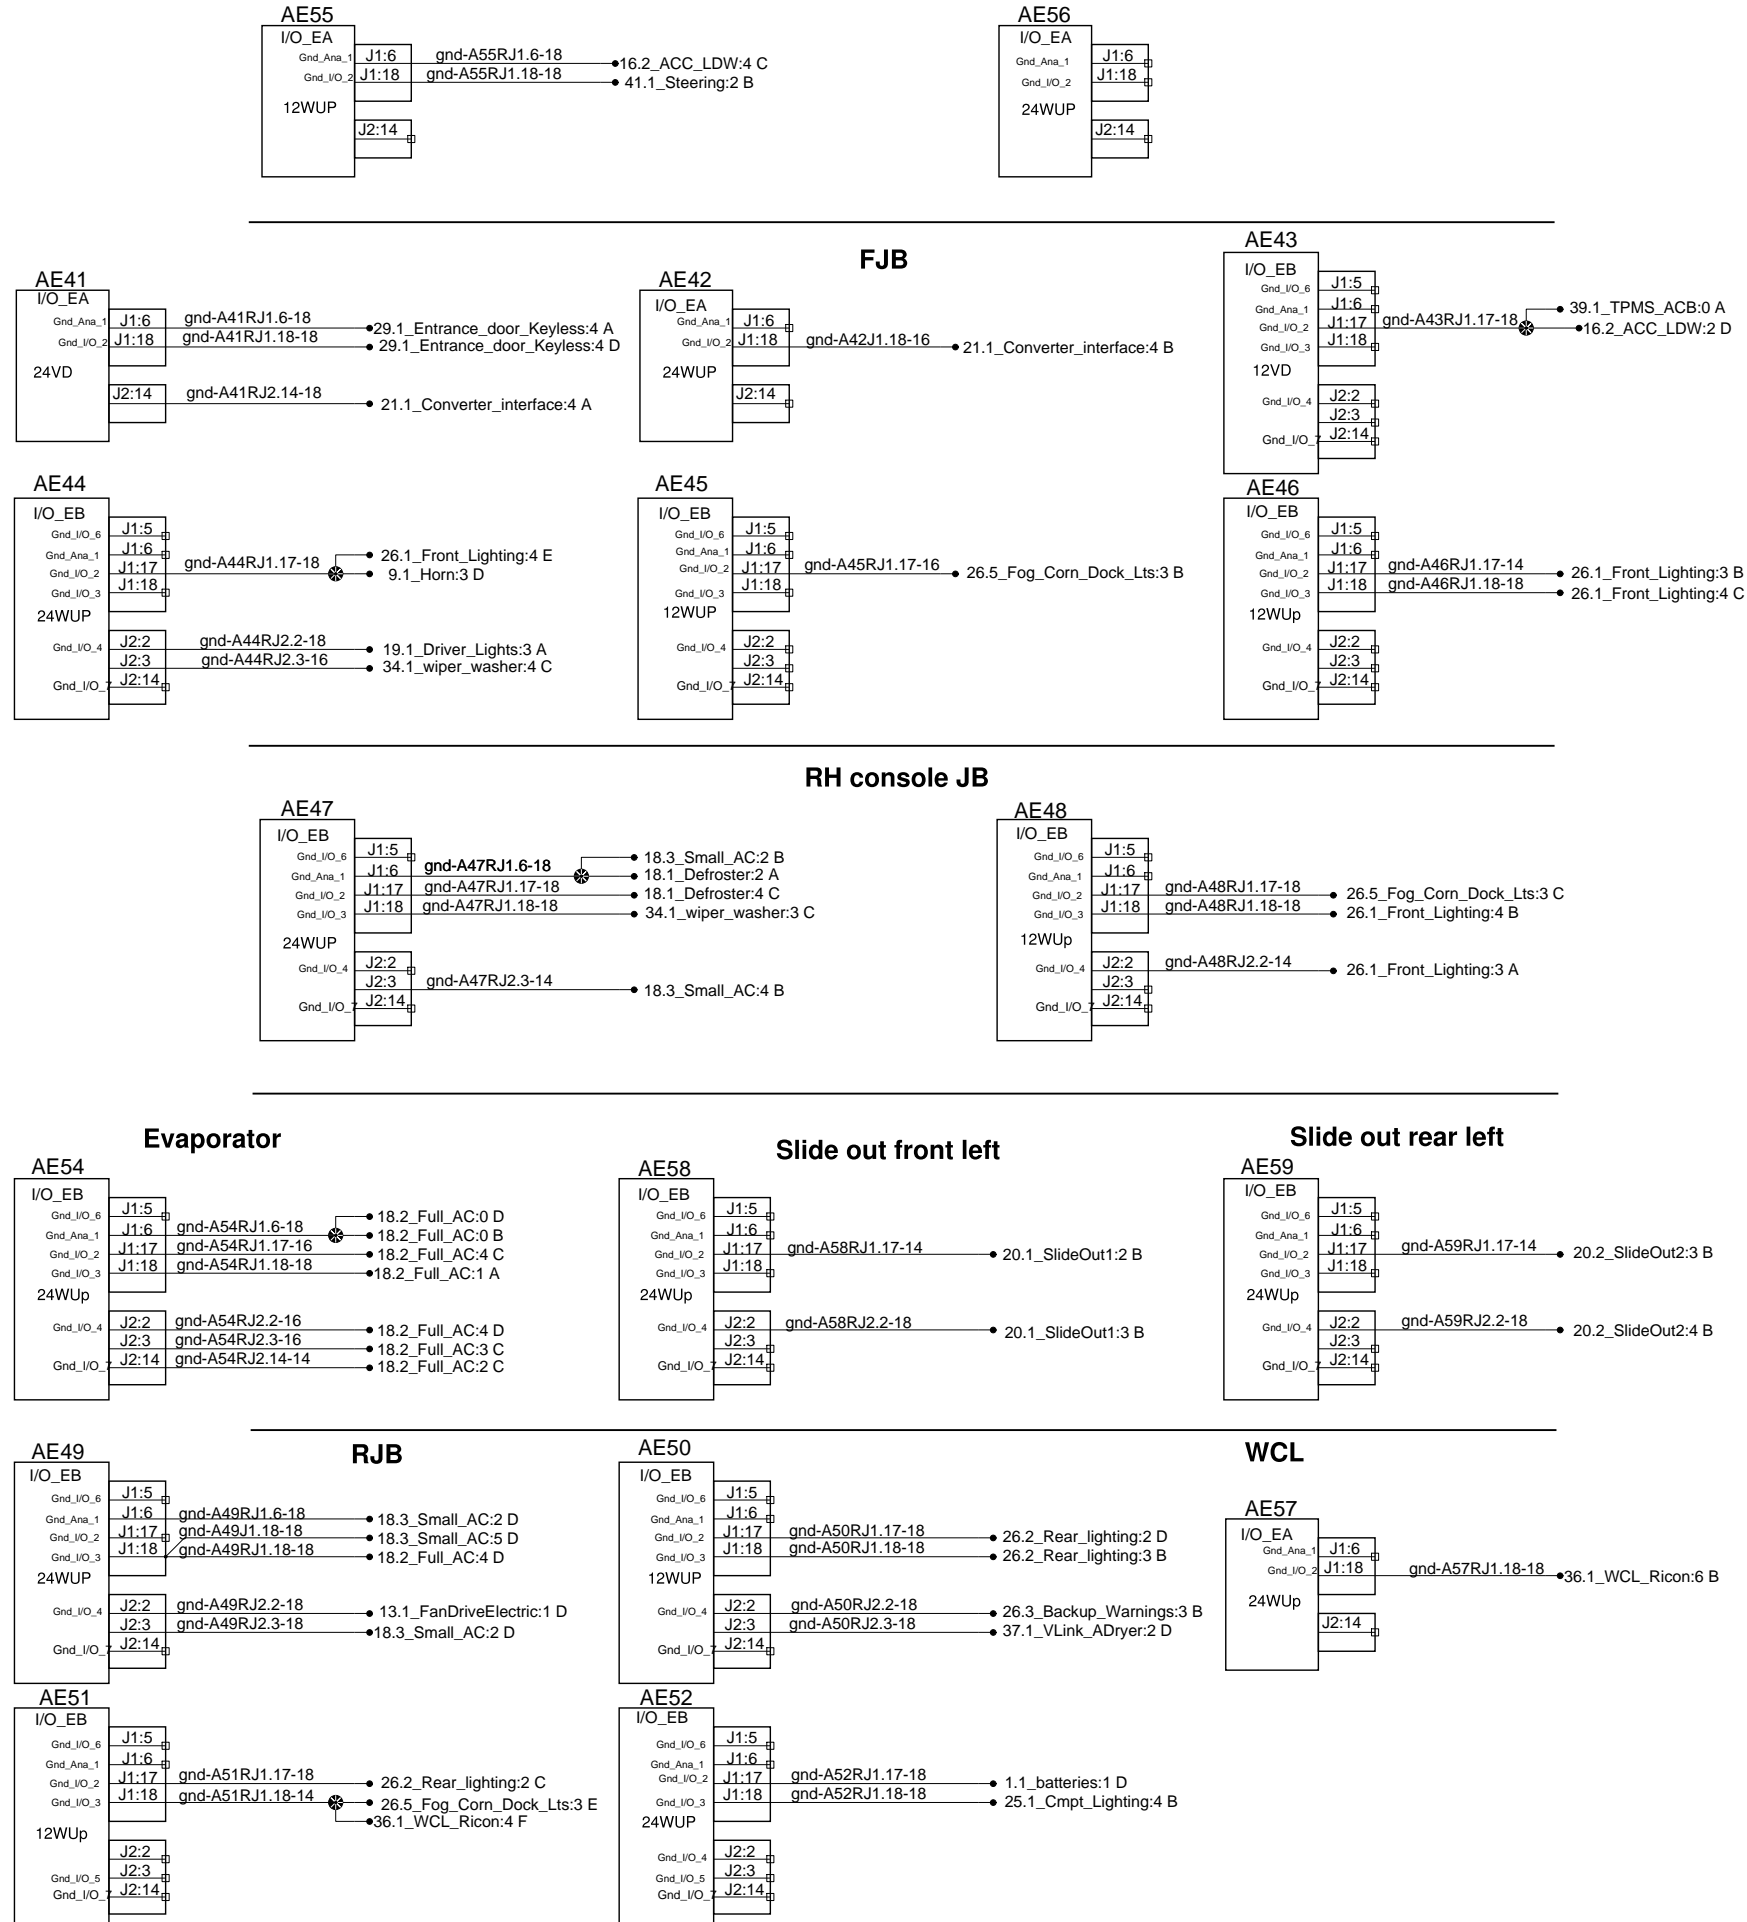 AE55
I/O_EA
Gnd_Ana_1 J1:6 gnd-A55RJ1.6-18 16.2_ACC_LDW:4 C
Gnd_I/O_2 J1:18 gnd-A55RJ1.18-18 41.1_Steering:2 B
12WUP
J2:14
AE56
I/O_EA
Gnd_Ana_1 J1:6
Gnd_I/O_2 J1:18
24WUP
J2:14
FJB
AE41
I/O_EA
Gnd_Ana_1 J1:6 gnd-A41RJ1.6-18 29.1_Entrance_door_Keyless:4 A
Gnd_I/O_2 J1:18 gnd-A41RJ1.18-18 29.1_Entrance_door_Keyless:4 D
24VD
J2:14 gnd-A41RJ2.14-18 21.1_Converter_interface:4 A
AE42
I/O_EA
Gnd_Ana_1 J1:6
Gnd_I/O_2 J1:18 gnd-A42J1.18-16 21.1_Converter_interface:4 B
24WUP
J2:14
AE43
I/O_EB
Gnd_I/O_6 J1:5
Gnd_Ana_1 J1:6 39.1_TPMS_ACB:0 A
Gnd_I/O_2 J1:17 gnd-A43RJ1.17-18 16.2_ACC_LDW:2 D
Gnd_I/O_3 J1:18
12VD
Gnd_I/O_4 J2:2
J2:3
Gnd_I/O_7 J2:14
AE44
I/O_EB
Gnd_I/O_6 J1:5
Gnd_Ana_1 J1:6 26.1_Front_Lighting:4 E
Gnd_I/O_2 J1:17 gnd-A44RJ1.17-18 9.1_Horn:3 D
Gnd_I/O_3 J1:18
24WUP
Gnd_I/O_4 J2:2 gnd-A44RJ2.2-18 19.1_Driver_Lights:3 A
J2:3 gnd-A44RJ2.3-16 34.1_wiper_washer:4 C
Gnd_I/O_7 J2:14
AE45
I/O_EB
Gnd_I/O_6 J1:5
Gnd_Ana_1 J1:6
Gnd_I/O_2 J1:17 gnd-A45RJ1.17-16 26.5_Fog_Corn_Dock_Lts:3 B
Gnd_I/O_3 J1:18
12WUP
Gnd_I/O_4 J2:2
J2:3
Gnd_I/O_7 J2:14
AE46
I/O_EB
Gnd_I/O_6 J1:5
Gnd_Ana_1 J1:6
Gnd_I/O_2 J1:17 gnd-A46RJ1.17-14 26.1_Front_Lighting:3 B
Gnd_I/O_3 J1:18 gnd-A46RJ1.18-18 26.1_Front_Lighting:4 C
12WUp
Gnd_I/O_4 J2:2
J2:3
Gnd_I/O_7 J2:14
RH console JB
AE47
I/O_EB
Gnd_I/O_6 J1:5 18.3_Small_AC:2 B
Gnd_Ana_1 J1:6 gnd-A47RJ1.6-18 18.1_Defroster:2 A
Gnd_I/O_2 J1:17 gnd-A47RJ1.17-18 18.1_Defroster:4 C
Gnd_I/O_3 J1:18 gnd-A47RJ1.18-18 34.1_wiper_washer:3 C
24WUP
Gnd_I/O_4 J2:2
J2:3 gnd-A47RJ2.3-14 18.3_Small_AC:4 B
Gnd_I/O_7 J2:14
AE48
I/O_EB
Gnd_I/O_6 J1:5
Gnd_Ana_1 J1:6
Gnd_I/O_2 J1:17 gnd-A48RJ1.17-18 26.5_Fog_Corn_Dock_Lts:3 C
Gnd_I/O_3 J1:18 gnd-A48RJ1.18-18 26.1_Front_Lighting:4 B
12WUp
Gnd_I/O_4 J2:2 gnd-A48RJ2.2-14 26.1_Front_Lighting:3 A
J2:3
Gnd_I/O_7 J2:14
Evaporator
AE54
I/O_EB
Gnd_I/O_6 J1:5 18.2_Full_AC:0 D
Gnd_Ana_1 J1:6 gnd-A54RJ1.6-18 18.2_Full_AC:0 B
Gnd_I/O_2 J1:17 gnd-A54RJ1.17-16 18.2_Full_AC:4 C
Gnd_I/O_3 J1:18 gnd-A54RJ1.18-18 18.2_Full_AC:1 A
24WUp
Gnd_I/O_4 J2:2 gnd-A54RJ2.2-16 18.2_Full_AC:4 D
J2:3 gnd-A54RJ2.3-16 18.2_Full_AC:3 C
Gnd_I/O_7 J2:14 gnd-A54RJ2.14-14 18.2_Full_AC:2 C
Slide out front left
AE58
I/O_EB
Gnd_I/O_6 J1:5
Gnd_Ana_1 J1:6
Gnd_I/O_2 J1:17 gnd-A58RJ1.17-14 20.1_SlideOut1:2 B
Gnd_I/O_3 J1:18
24WUp
Gnd_I/O_4 J2:2 gnd-A58RJ2.2-18 20.1_SlideOut1:3 B
J2:3
Gnd_I/O_7 J2:14
Slide out rear left
AE59
I/O_EB
Gnd_I/O_6 J1:5
Gnd_Ana_1 J1:6
Gnd_I/O_2 J1:17 gnd-A59RJ1.17-14 20.2_SlideOut2:3 B
Gnd_I/O_3 J1:18
24WUp
Gnd_I/O_4 J2:2 gnd-A59RJ2.2-18 20.2_SlideOut2:4 B
J2:3
Gnd_I/O_7 J2:14
RJB
AE49
I/O_EB
Gnd_I/O_6 J1:5
Gnd_Ana_1 J1:6 gnd-A49RJ1.6-18 18.3_Small_AC:2 D
Gnd_I/O_2 J1:17 gnd-A49J1.18-18 18.3_Small_AC:5 D
Gnd_I/O_3 J1:18 gnd-A49RJ1.18-18 18.2_Full_AC:4 D
24WUP
Gnd_I/O_4 J2:2 gnd-A49RJ2.2-18 13.1_FanDriveElectric:1 D
J2:3 gnd-A49RJ2.3-18 18.3_Small_AC:2 D
Gnd_I/O_7 J2:14
AE50
I/O_EB
Gnd_I/O_6 J1:5
Gnd_Ana_1 J1:6
Gnd_I/O_2 J1:17 gnd-A50RJ1.17-18 26.2_Rear_lighting:2 D
Gnd_I/O_3 J1:18 gnd-A50RJ1.18-18 26.2_Rear_lighting:3 B
12WUP
Gnd_I/O_4 J2:2 gnd-A50RJ2.2-18 26.3_Backup_Warnings:3 B
J2:3 gnd-A50RJ2.3-18 37.1_VLink_ADryer:2 D
Gnd_I/O_7 J2:14
WCL
AE57
I/O_EA
Gnd_Ana_1 J1:6
Gnd_I/O_2 J1:18 gnd-A57RJ1.18-18 36.1_WCL_Ricon:6 B
24WUp
J2:14
AE51
I/O_EB
Gnd_I/O_6 J1:5
Gnd_Ana_1 J1:6
Gnd_I/O_2 J1:17 gnd-A51RJ1.17-18 26.2_Rear_lighting:2 C
Gnd_I/O_3 J1:18 gnd-A51RJ1.18-14 26.5_Fog_Corn_Dock_Lts:3 E
36.1_WCL_Ricon:4 F
12WUp
J2:2
Gnd_I/O_5 J2:3
Gnd_I/O_7 J2:14
AE52
I/O_EB
Gnd_I/O_6 J1:5
Gnd_Ana_1 J1:6
Gnd_I/O_2 J1:17 gnd-A52RJ1.17-18 1.1_batteries:1 D
Gnd_I/O_3 J1:18 gnd-A52RJ1.18-18 25.1_Cmpt_Lighting:4 B
24WUP
Gnd_I/O_4 J2:2
Gnd_I/O_5 J2:3
Gnd_I/O_7 J2:14